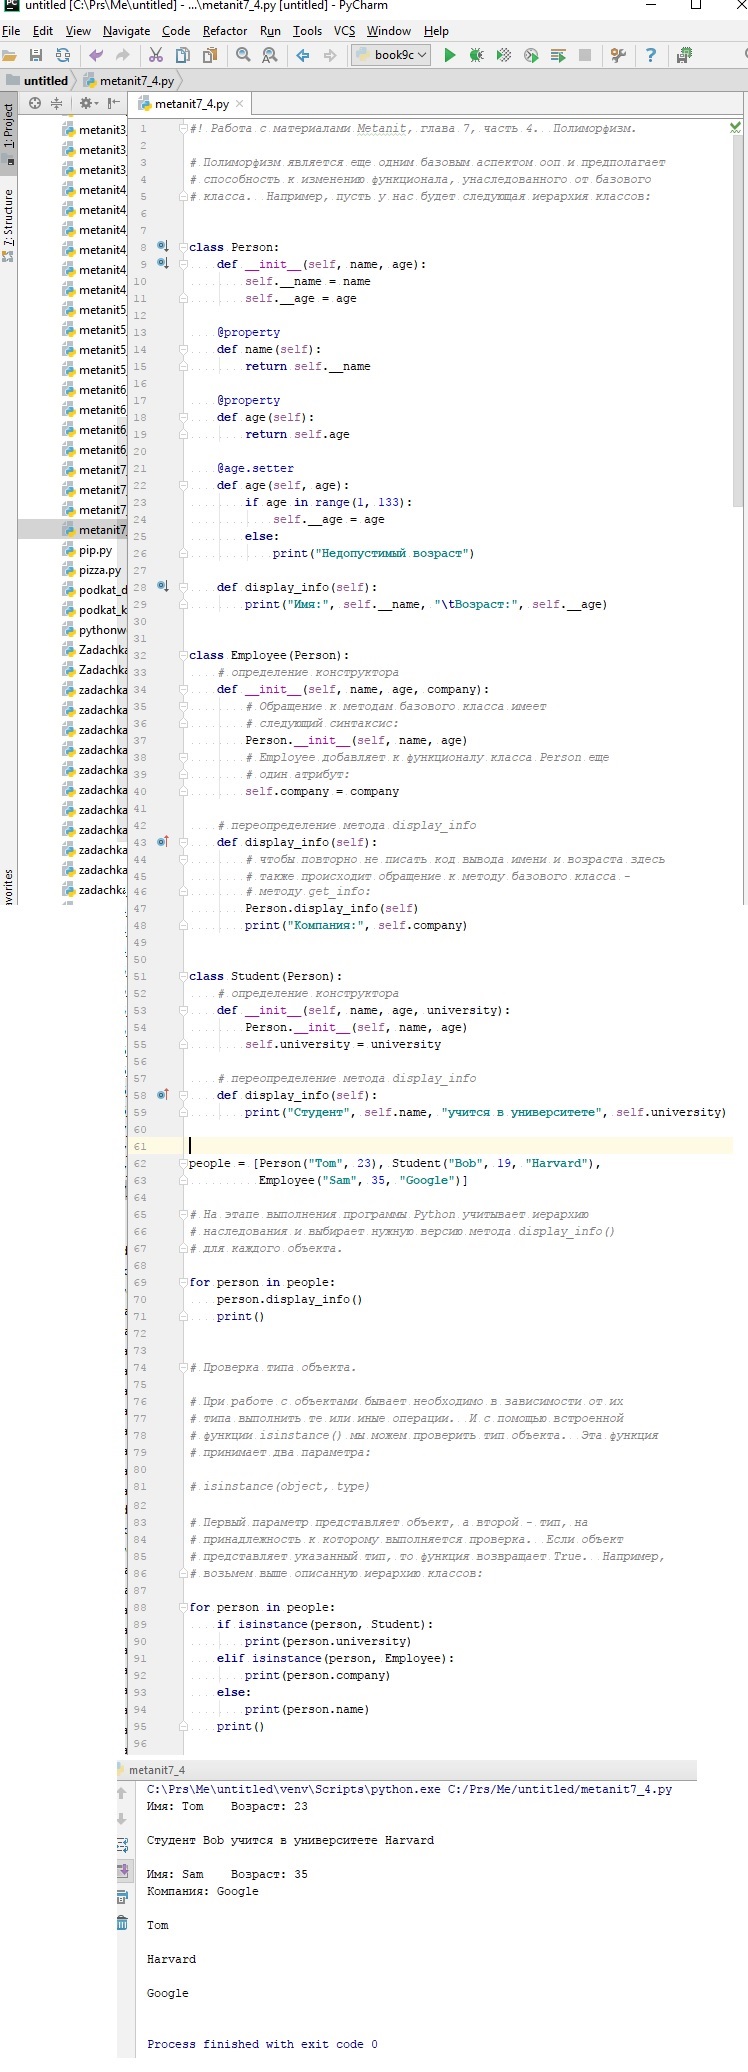 untitled [C:\Prs\Me\untitled] - ...\metanit7_4.py [untitled] - PyCharm
File Edit View Navigate Code Refactor Run Tools VCS Window Help
book9c
untitled metanit7_4.py
metanit7_4.py
1: Project
7: Structure
avorites
metanit3_
metanit3_
metanit3_
metanit4_
metanit4_
metanit4_
metanit4_
metanit4_
metanit4_
metanit5_
metanit5_
metanit5_
metanit5_
metanit6_
metanit6_
metanit6_
metanit6_
metanit7_
metanit7_
metanit7_
metanit7_
pip.py
pizza.py
podkat_d
podkat_k
pythonw
Zadachka
Zadachka
zadachka
zadachka
zadachka
zadachka
zadachka
zadachka
zadachka
zadachka
zadachka
zadachka
zadachka
1 #! Работа с материалами Metanit, глава 7, часть 4.  Полиморфизм.
2
3 # Полиморфизм является еще одним базовым аспектом ооп и предполагает
4 # способность к изменению функционала, унаследованного от базового
5 # класса.  Например, пусть у нас будет следующая иерархия классов:
6
7
8 class Person:
9     def __init__(self, name, age):
10         self.__name = name
11         self.__age = age
12
13     @property
14     def name(self):
15         return self.__name
16
17     @property
18     def age(self):
19         return self.age
20
21     @age.setter
22     def age(self, age):
23         if age in range(1, 133):
24             self.__age = age
25         else:
26             print("Недопустимый возраст")
27
28     def display_info(self):
29         print("Имя:", self.__name, "\tВозраст:", self.__age)
30
31
32 class Employee(Person):
33     # определение конструктора
34     def __init__(self, name, age, company):
35         # Обращение к методам базового класса имеет
36         # следующий синтаксис:
37         Person.__init__(self, name, age)
38         # Employee добавляет к функционалу класса Person еще
39         # один атрибут:
40         self.company = company
41
42     # переопределение метода display_info
43     def display_info(self):
44         # чтобы повторно не писать код вывода имени и возраста здесь
45         # также происходит обращение к методу базового класса -
46         # методу get_info:
47         Person.display_info(self)
48         print("Компания:", self.company)
49
50
51 class Student(Person):
52     # определение конструктора
53     def __init__(self, name, age, university):
54         Person.__init__(self, name, age)
55         self.university = university
56
57     # переопределение метода display_info
58     def display_info(self):
59         print("Студент", self.name, "учится в университете", self.university)
60
61
62 people = [Person("Tom", 23), Student("Bob", 19, "Harvard"),
63           Employee("Sam", 35, "Google")]
64
65 # На этапе выполнения программы Python учитывает иерархию
66 # наследования и выбирает нужную версию метода display_info()
67 # для каждого объекта.
68
69 for person in people:
70     person.display_info()
71     print()
72
73
74 # Проверка типа объекта.
75
76 # При работе с объектами бывает необходимо в зависимости от их
77 # типа выполнить те или иные операции.  И с помощью встроенной
78 # функции isinstance() мы можем проверить тип объекта.  Эта функция
79 # принимает два параметра:
80
81 # isinstance(object, type)
82
83 # Первый параметр представляет объект, а второй - тип, на
84 # принадлежность к которому выполняется проверка.  Если объект
85 # представляет указанный тип, то функция возвращает True.  Например,
86 # возьмем выше описанную иерархию классов:
87
88 for person in people:
89     if isinstance(person, Student):
90         print(person.university)
91     elif isinstance(person, Employee):
92         print(person.company)
93     else:
94         print(person.name)
95     print()
96
metanit7_4
C:\Prs\Me\untitled\venv\Scripts\python.exe C:/Prs/Me/untitled/metanit7_4.py
Имя: Tom    Возраст: 23
Студент Bob учится в университете Harvard
Имя: Sam    Возраст: 35
Компания: Google
Tom
Harvard
Google
Process finished with exit code 0